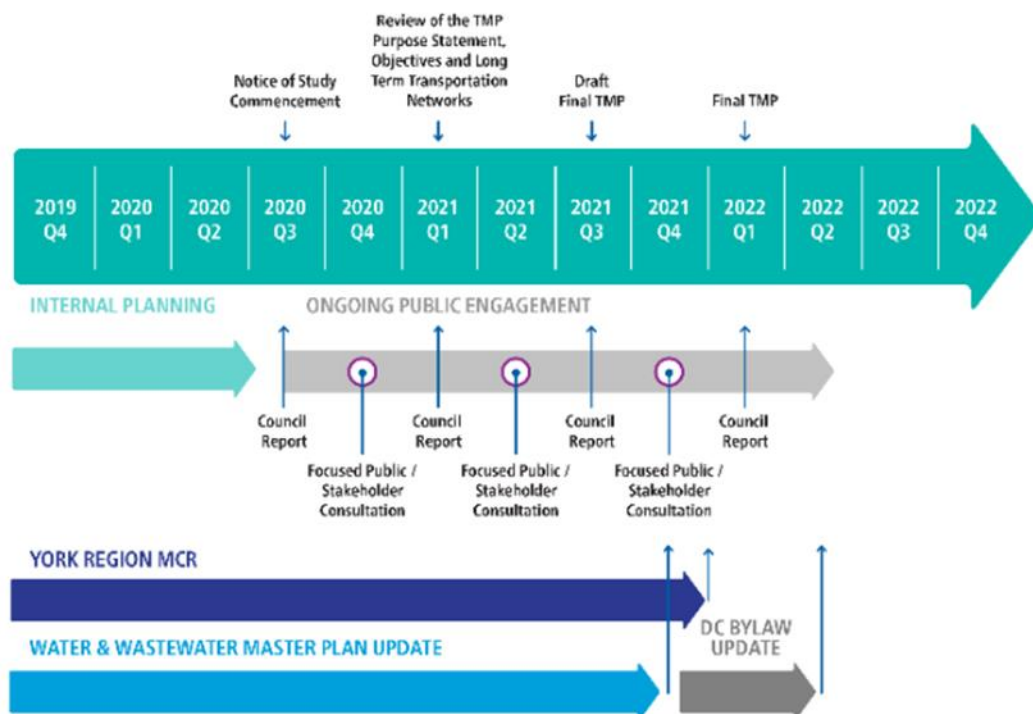 Review of the TMP
Purpose Statement,
Objectives and Long
Term Transportation
Networks
Notice of Study
Commencement
Draft
Final TMP
Final TMP
2019
Q4
2020
Q1
2020
Q2
2020
Q3
2020
Q4
2021
Q1
2021
Q2
2021
Q3
2021
Q4
2022
Q1
2022
Q2
2022
Q3
2022
Q4
INTERNAL PLANNING
ONGOING PUBLIC ENGAGEMENT
Council
Report
Council
Report
Council
Report
Council
Report
Focused Public /
Stakeholder
Consultation
Focused Public /
Stakeholder
Consultation
Focused Public /
Stakeholder
Consultation
YORK REGION MCR
WATER & WASTEWATER MASTER PLAN UPDATE
DC BYLAW
UPDATE